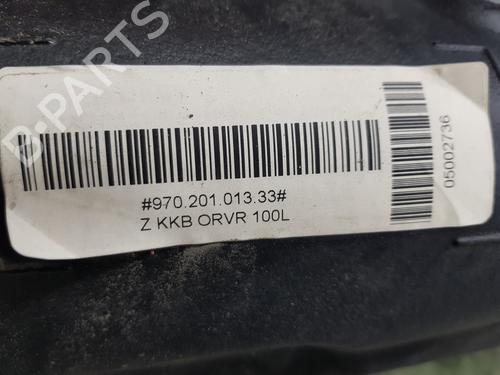 B-PARTS
#970.201.013.33#
Z KKB ORVR 100L
05002736